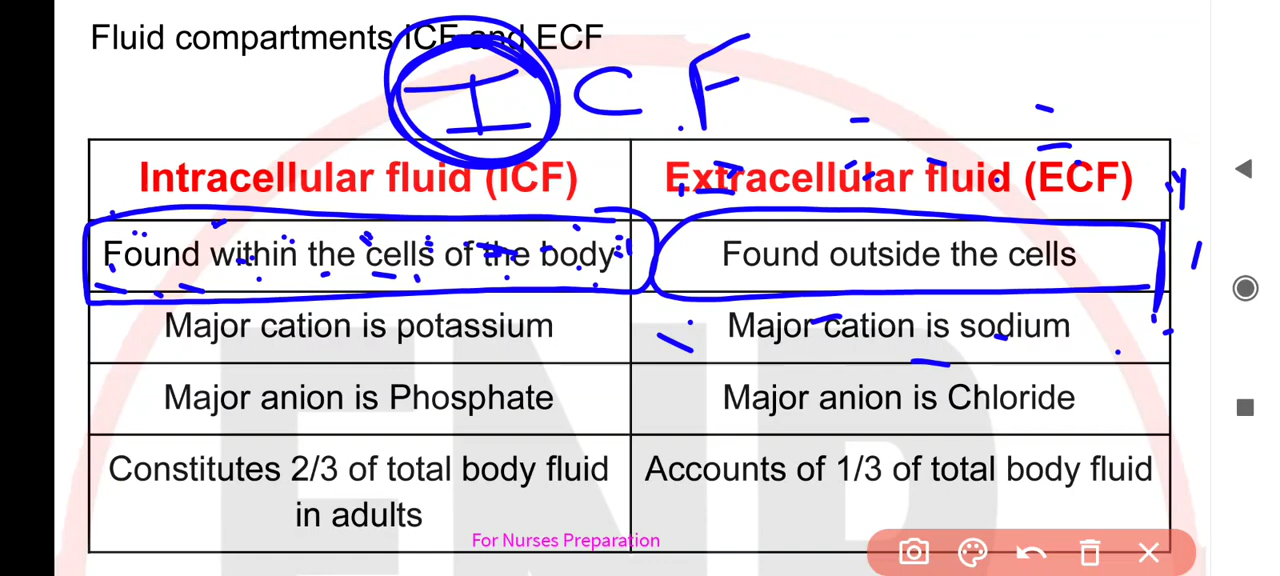 Fluid compartments ICF and ECF
ICF
Intracellular fluid (ICF)
Extracellular fluid (ECF)
Found within the cells of the body
Found outside the cells
Major cation is potassium
Major cation is sodium
Major anion is Phosphate
Major anion is Chloride
Constitutes 2/3 of total body fluid
in adults
Accounts of 1/3 of total body fluid
For Nurses Preparation
END